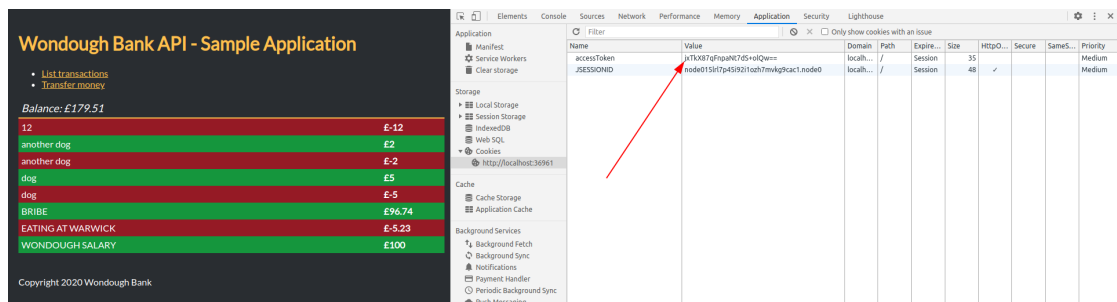 Wondough Bank API - Sample Application
List transactions
Transfer money
Balance: £179.51
12 £-12
another dog £2
another dog £-2
dog £5
dog £-5
BRIBE £96.74
EATING AT WARWICK £-5.23
WONDOUGH SALARY £100
Copyright 2020 Wondough Bank
Elements Console Sources Network Performance Memory Application Security Lighthouse
Application
Manifest
Service Workers
Clear storage
Storage
Local Storage
Session Storage
IndexedDB
Web SQL
Cookies
http://localhost:36961
Cache
Cache Storage
Application Cache
Background Services
Background Fetch
Background Sync
Notifications
Payment Handler
Periodic Background Sync
Push Messaging
Filter Only show cookies with an issue
Name Value Domain Path Expire... Size HttpO... Secure SameS... Priority
accessToken jxTkX87qFnpaNt7dS+olQw== localh... / Session 35 Medium
JSESSIONID localh... / Session 48 ✓ Medium